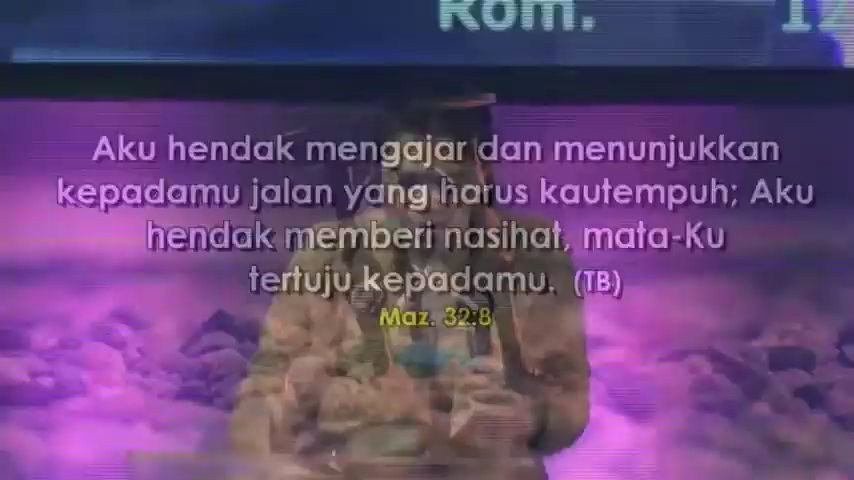 Rom. 12
Aku hendak mengajar dan menunjukkan
kepadamu jalan yang harus kautempuh; Aku
hendak memberi nasihat, mata-Ku
tertuju kepadamu. (TB)
Maz. 32:8